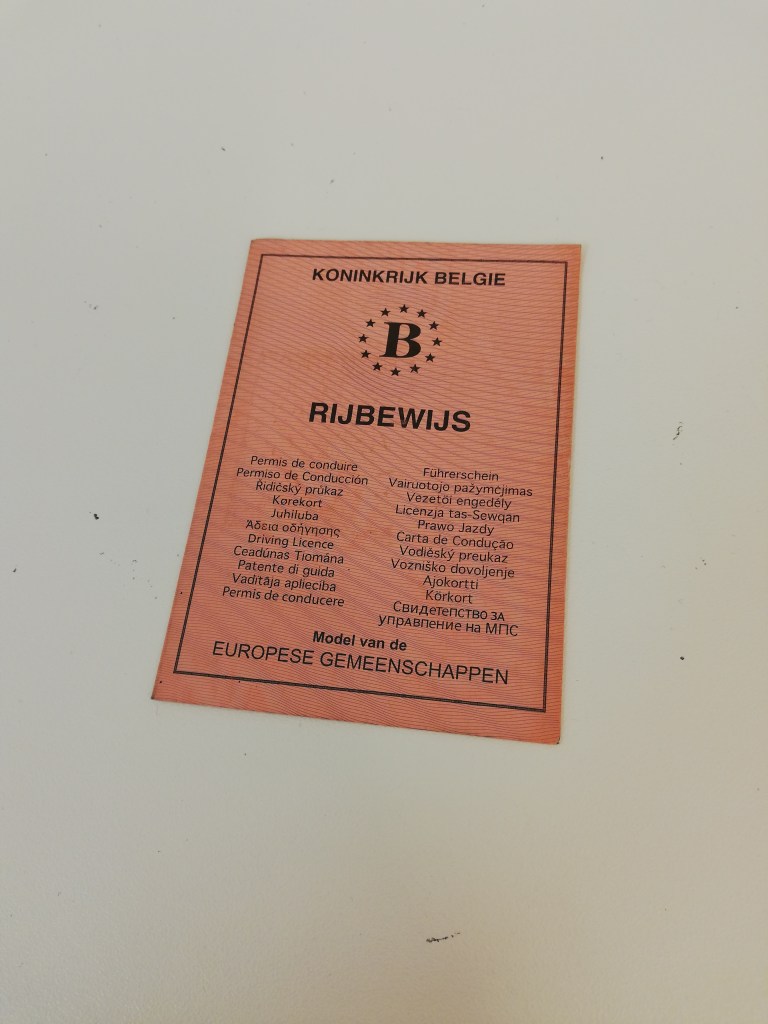 KONINKRIJK BELGIE
B
RIJBEWIJS
Permis de conduire
Permiso de Conducción
Řidičský průkaz
Kørekort
Juhiluba
Άδεια οδήγησης
Driving Licence
Ceadúnas Tiomána
Patente di guida
Vadītāja apliecība
Permis de conducere
Führerschein
Vairuotojo pažymėjimas
Vezetői engedély
Licenzja tas-Sewqan
Prawo Jazdy
Carta de Condução
Vodičský preukaz
Vozniško dovoljenje
Ajokortti
Körkort
Свидетелство ЗА
управление на МПС
Model van de
EUROPESE GEMEENSCHAPPEN